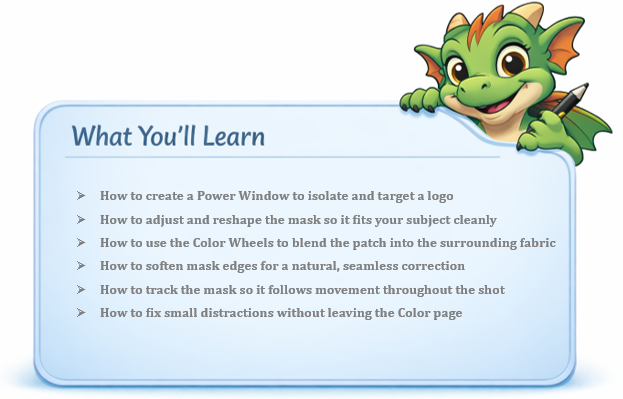 What You'll Learn
➢ How to create a Power Window to isolate and target a logo
➢ How to adjust and reshape the mask so it fits your subject cleanly
➢ How to use the Color Wheels to blend the patch into the surrounding fabric
➢ How to soften mask edges for a natural, seamless correction
➢ How to track the mask so it follows movement throughout the shot
➢ How to fix small distractions without leaving the Color page